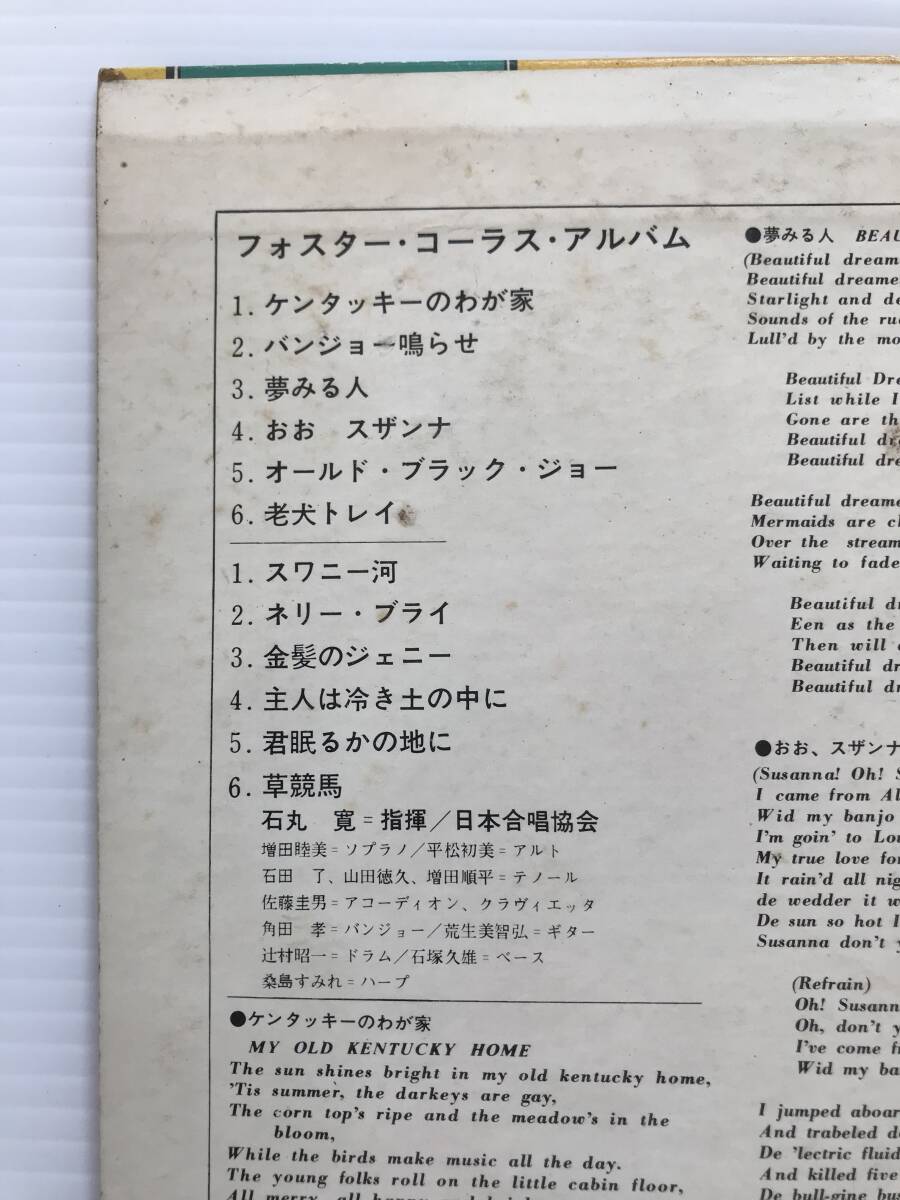 フォスター・コーラス・アルバム
1. ケンタッキーのわが家
2. バンジョー鳴らせ
3. 夢みる人
4. おお　スザンナ
5. オールド・ブラック・ジョー
6. 老犬トレイ
1. スワニー河
2. ネリー・ブライ
3. 金髪のジェニー
4. 主人は冷き土の中に
5. 君眠るかの地に
6. 草競馬
石丸　寛＝指揮／日本合唱協会
増田睦美＝ソプラノ／平松初美＝アルト
石田　了、山田徳久、増田順平＝テノール
佐藤圭男＝アコーディオン、クラヴィエッタ
角田　孝＝バンジョー／荒生美智弘＝ギター
辻村昭一＝ドラム／石塚久雄＝ベース
桑島すみれ＝ハープ
●ケンタッキーのわが家
MY OLD KENTUCKY HOME
The sun shines bright in my old kentucky home,
'Tis summer, the darkeys are gay,
The corn top's ripe and the meadow's in the
bloom,
While the birds make music all the day.
The young folks roll on the little cabin floor,
All merry, all happy and
●夢みる人
(Beautiful
Beautiful
Starlight and
Sounds of the
Lull'd by the
Beautiful
List while I
Gone are
Beautiful
Beautiful
Beautiful
Mermaids are
Over the
Waiting to fade
Beautiful
Een as the
Then will
Beautiful
Beautiful
●おお、スザンナ
(Susanna! Oh!
I came from
Wid my banjo
I'm goin' to
My true love
It rain'd all
de wedder it
De sun so hot I
Susanna don't
(Refrain)
Oh!
Oh, don't
I've come
Wid my
I jumped
And trabeled
De 'lectric
And killed five
De bull-gine